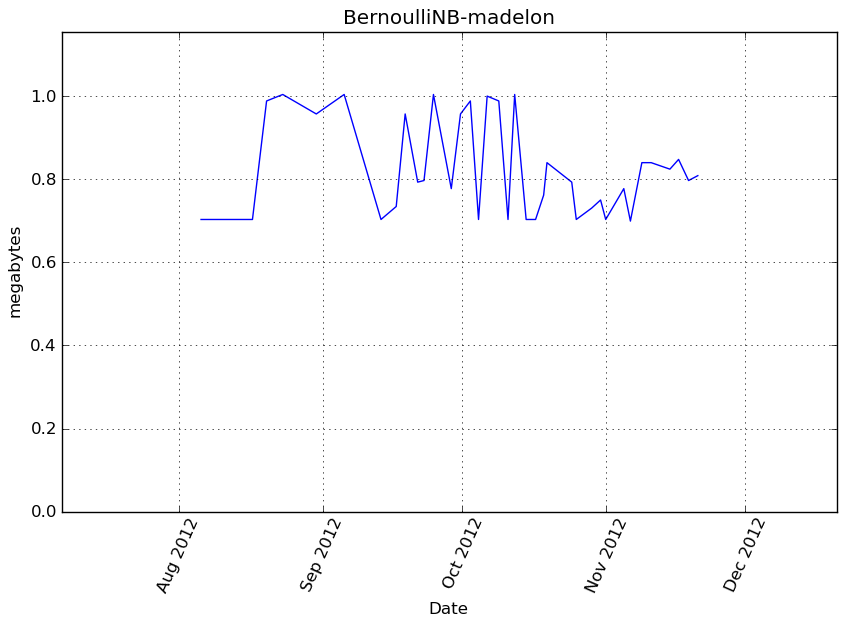 BernoulliNB-madelon
1.0
0.8
0.6
0.4
0.2
0.0
megabytes
Aug 2012
Sep 2012
Oct 2012
Nov 2012
Dec 2012
Date